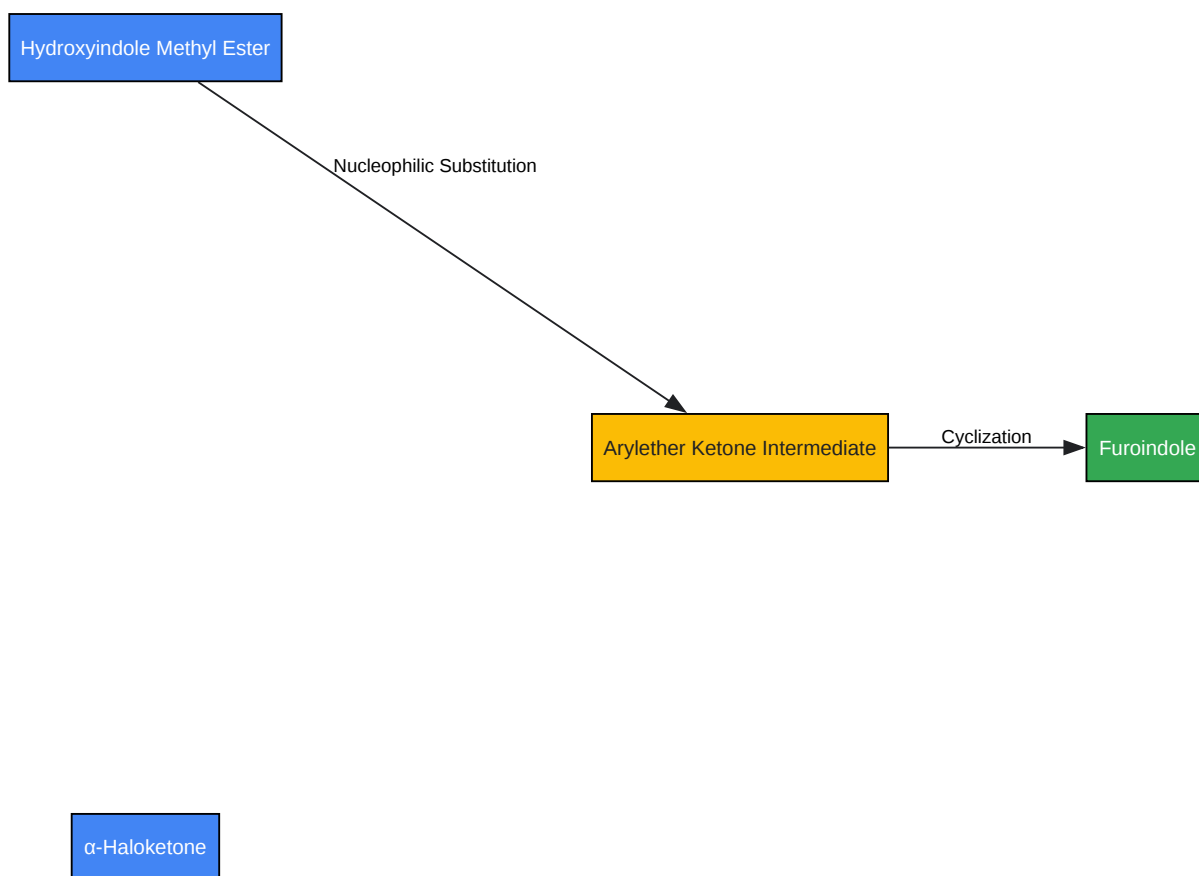 Hydroxyindole Methyl Ester
Nucleophilic Substitution
Arylether Ketone Intermediate
Cyclization
Furoindole
α-Haloketone